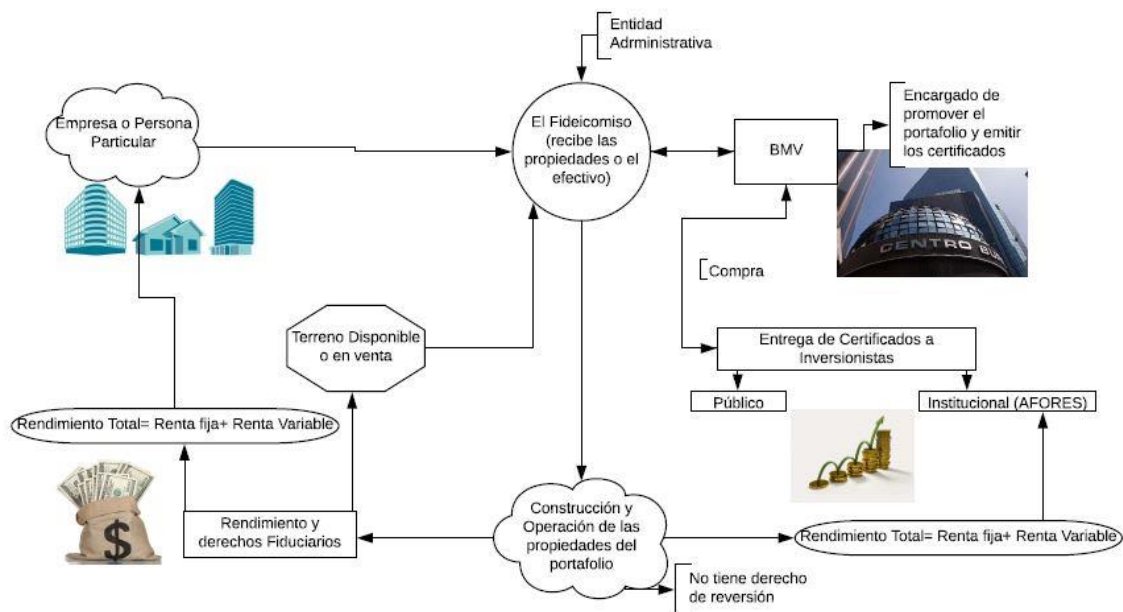 Entidad
Adrministrativa
Empresa o Persona
Particular
El Fideicomiso
(recibe las
propiedades o el
efectivo)
BMV
Encargado de
promover el
portafolio y emitir
los certificados
CENTRO BU
Compra
Terreno Disponible
o en venta
Entrega de Certificados a
Inversionistas
Público
Institucional (AFORES)
Rendimiento Total= Renta fija+ Renta Variable
$
Rendimiento y
derechos Fiduciarios
Construcción y
Operación de las
propiedades del
portafolio
Rendimiento Total= Renta fija+ Renta Variable
No tiene derecho
de reversión